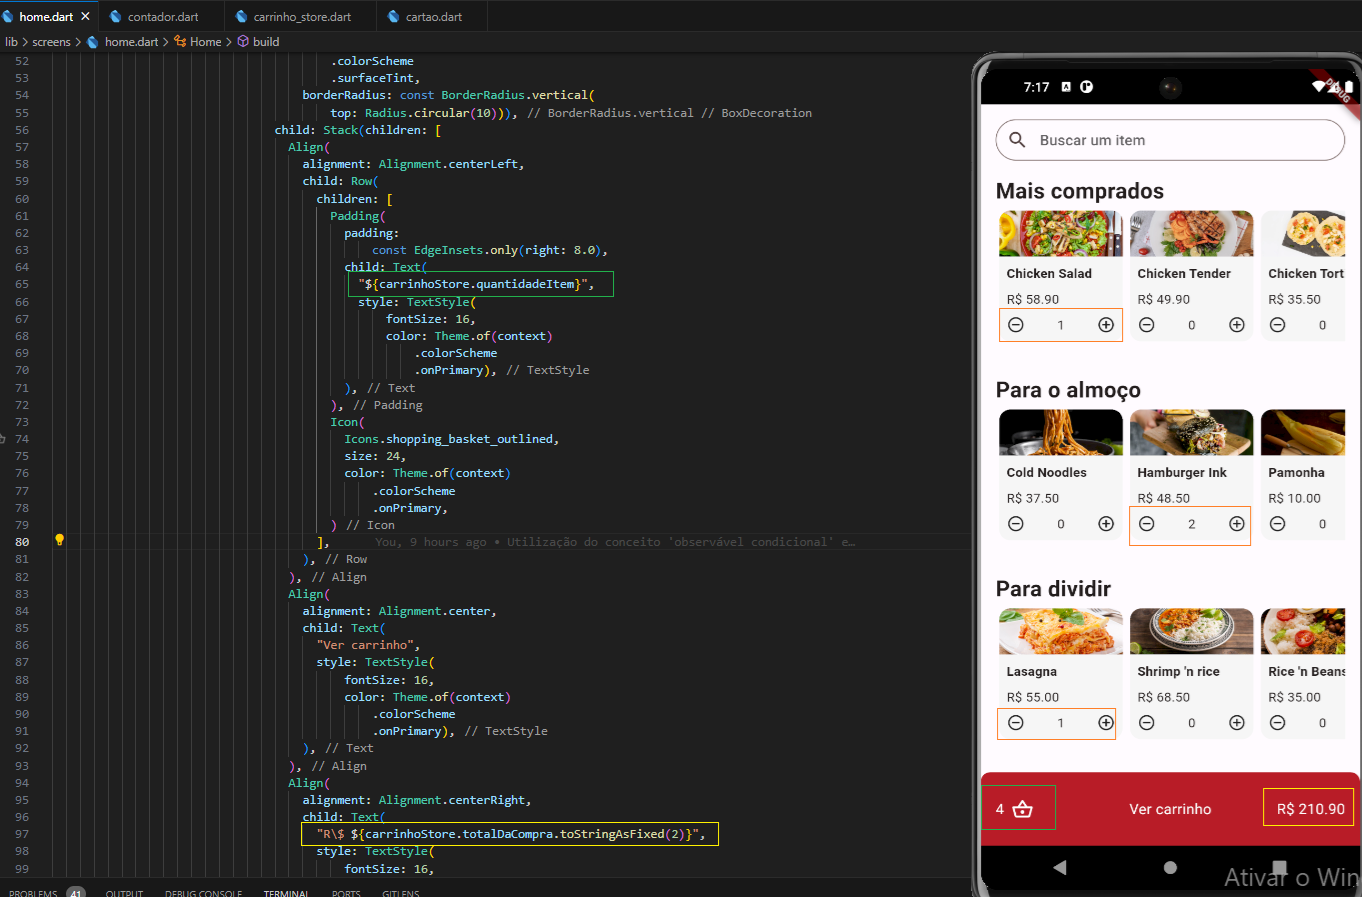 home.dart
contador.dart
carrinho_store.dart
cartao.dart
lib > screens > home.dart > Home > build
52 .colorScheme
53 .surfaceTint,
54 borderRadius: const BorderRadius.vertical(
55 top: Radius.circular(10))), // BorderRadius.vertical // BoxDecoration
56 child: Stack(children: [
57 Align(
58 alignment: Alignment.centerLeft,
59 child: Row(
60 children: [
61 Padding(
62 padding:
63 const EdgeInsets.only(right: 8.0),
64 child: Text(
65 "${carrinhoStore.quantidadeItem}",
66 style: TextStyle(
67 fontSize: 16,
68 color: Theme.of(context)
69 .colorScheme
70 .onPrimary), // TextStyle
71 ), // Text
72 ), // Padding
73 Icon(
74 Icons.shopping_basket_outlined,
75 size: 24,
76 color: Theme.of(context)
77 .colorScheme
78 .onPrimary,
79 ) // Icon
80 ], You, 9 hours ago • Utilização do conceito 'observável condicional' e…
81 ), // Row
82 ), // Align
83 Align(
84 alignment: Alignment.center,
85 child: Text(
86 "Ver carrinho",
87 style: TextStyle(
88 fontSize: 16,
89 color: Theme.of(context)
90 .colorScheme
91 .onPrimary), // TextStyle
92 ), // Text
93 ), // Align
94 Align(
95 alignment: Alignment.centerRight,
96 child: Text(
97 "R\$ ${carrinhoStore.totalDaCompra.toStringAsFixed(2)}",
98 style: TextStyle(
99 fontSize: 16,
PROBLEMS 41 OUTPUT DEBUG CONSOLE TERMINAL PORTS GITLENS
7:17
DEBUG
Buscar um item
Mais comprados
Chicken Salad
R$ 58.90
1
Chicken Tender
R$ 49.90
0
Chicken Tort
R$ 35.50
0
Para o almoço
Cold Noodles
R$ 37.50
0
Hamburger Ink
R$ 48.50
2
Pamonha
R$ 10.00
0
Para dividir
Lasagna
R$ 55.00
1
Shrimp 'n rice
R$ 68.50
0
Rice 'n Beans
R$ 35.00
0
4 Ver carrinho R$ 210.90
Ativar o Win